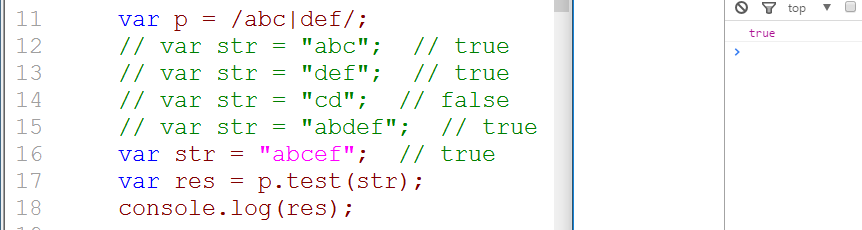 11 var p = /abc|def/;
12 // var str = "abc"; // true
13 // var str = "def"; // true
14 // var str = "cd"; // false
15 // var str = "abdef"; // true
16 var str = "abcef"; // true
17 var res = p.test(str);
18 console.log(res);
top
true